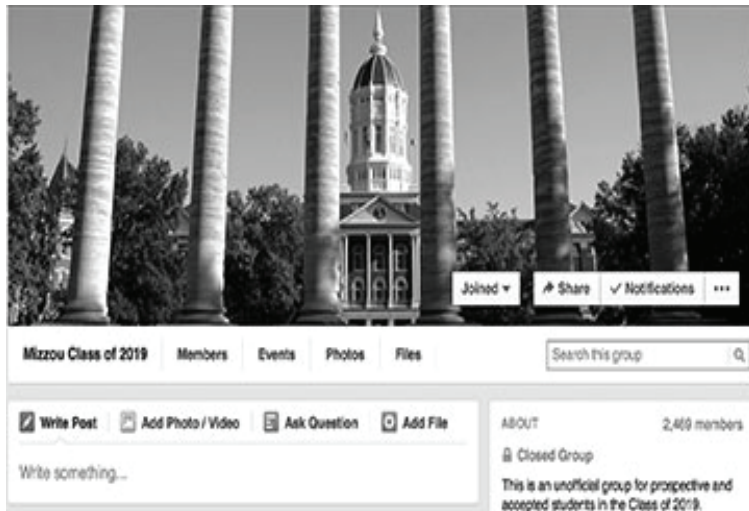 Joined
Share
Notifications
Mizzou Class of 2019 Members Events Photos Files
Search this group
Write Post Add Photo / Video Ask Question Add File
Write something...
ABOUT 2,469 members
Closed Group
This is an unofficial group for prospective and
accepted students in the Class of 2019.